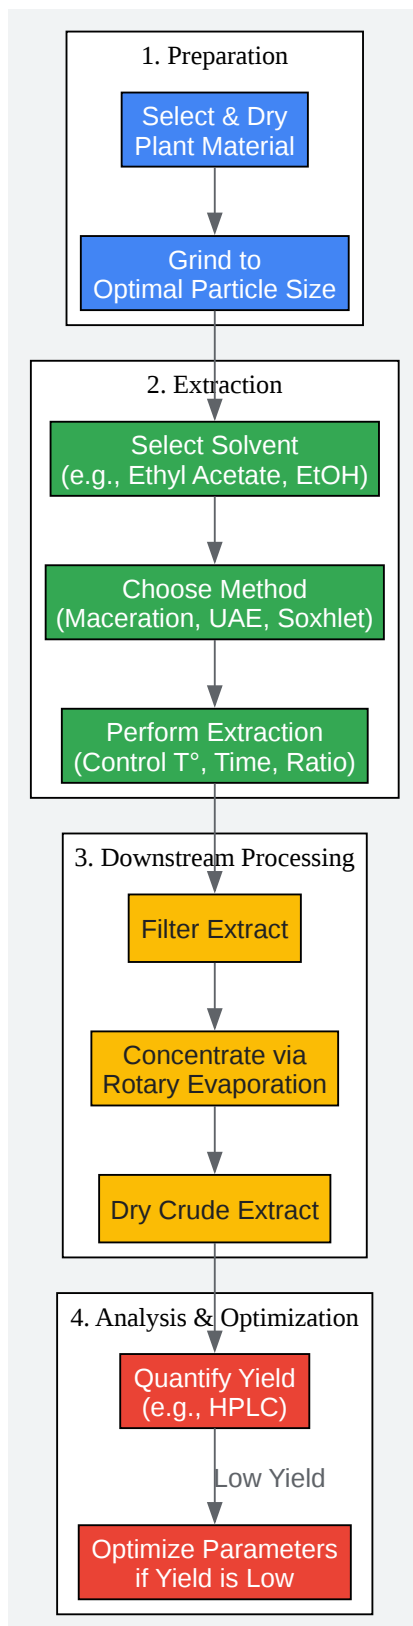 1. Preparation
Select & Dry
Plant Material
Grind to
Optimal Particle Size
2. Extraction
Select Solvent
(e.g., Ethyl Acetate, EtOH)
Choose Method
(Maceration, UAE, Soxhlet)
Perform Extraction
(Control T°, Time, Ratio)
3. Downstream Processing
Filter Extract
Concentrate via
Rotary Evaporation
Dry Crude Extract
4. Analysis & Optimization
Quantify Yield
(e.g., HPLC)
Low Yield
Optimize Parameters
if Yield is Low